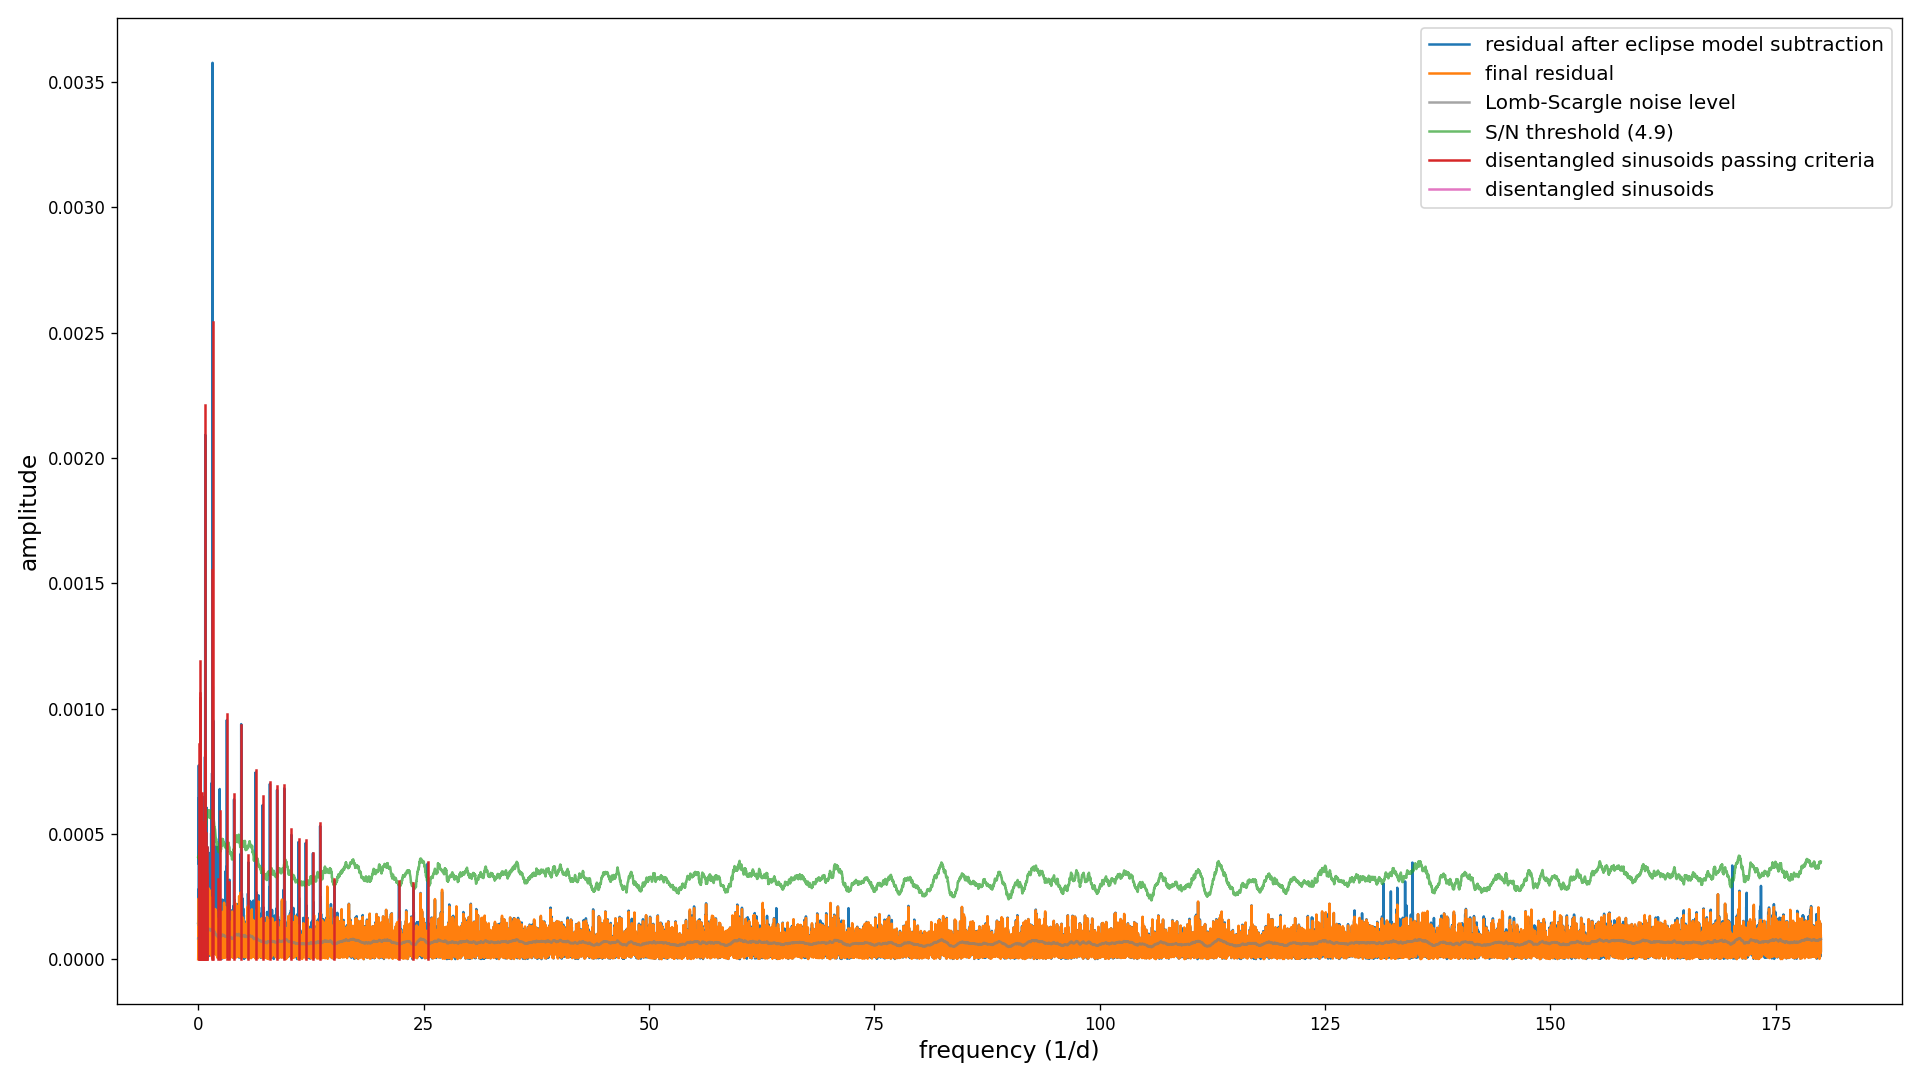 residual after eclipse model subtraction
final residual
Lomb-Scargle noise level
S/N threshold (4.9)
disentangled sinusoids passing criteria
disentangled sinusoids
0.0035
0.0030
0.0025
0.0020
0.0015
0.0010
0.0005
0.0000
amplitude
0 25 50 75 100 125 150 175
frequency (1/d)